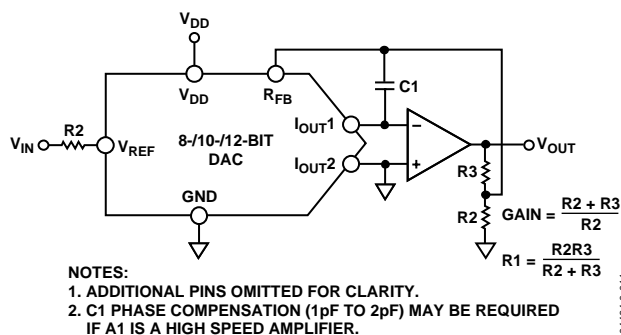 VDD
VDD
RFB
C1
VIN
R2
VREF
8-/10-/12-BIT
DAC
IOUT1
IOUT2
GND
−
+
VOUT
R3
R2
GAIN = R2 + R3
R2
R1 = R2R3
R2 + R3
NOTES:
1. ADDITIONAL PINS OMITTED FOR CLARITY.
2. C1 PHASE COMPENSATION (1pF TO 2pF) MAY BE REQUIRED
IF A1 IS A HIGH SPEED AMPLIFIER.